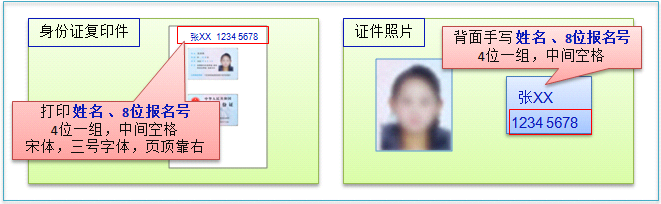 身份证复印件
张XX 1234 5678
打印姓名、8位报名号
4位一组，中间空格
宋体，三号字体，页顶靠右
证件照片
背面手写姓名、8位报名号
4位一组，中间空格
张XX
1234 5678